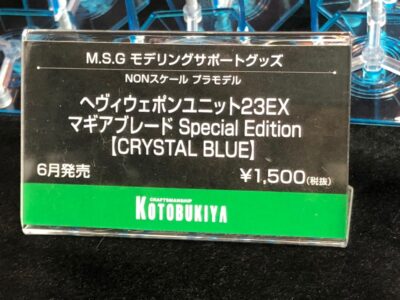 M.S.G モデリングサポートグッズ
NONスケール プラモデル
ヘヴィウェポンユニット23EX
マギアブレード Special Edition
【CRYSTAL BLUE】
6月発売 ¥1,500(税抜)
CRAFTSMANSHIP
KOTOBUKIYA